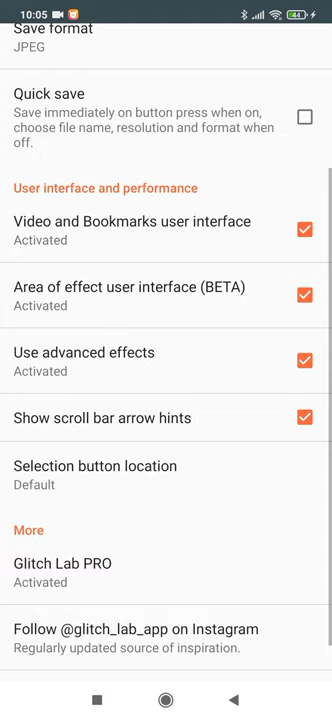 10:05
44
Save format
JPEG
Quick save
Save immediately on button press when on,
choose file name, resolution and format when
off.
User interface and performance
Video and Bookmarks user interface
Activated
Area of effect user interface (BETA)
Activated
Use advanced effects
Activated
Show scroll bar arrow hints
Selection button location
Default
More
Glitch Lab PRO
Activated
Follow @glitch_lab_app on Instagram
Regularly updated source of inspiration.